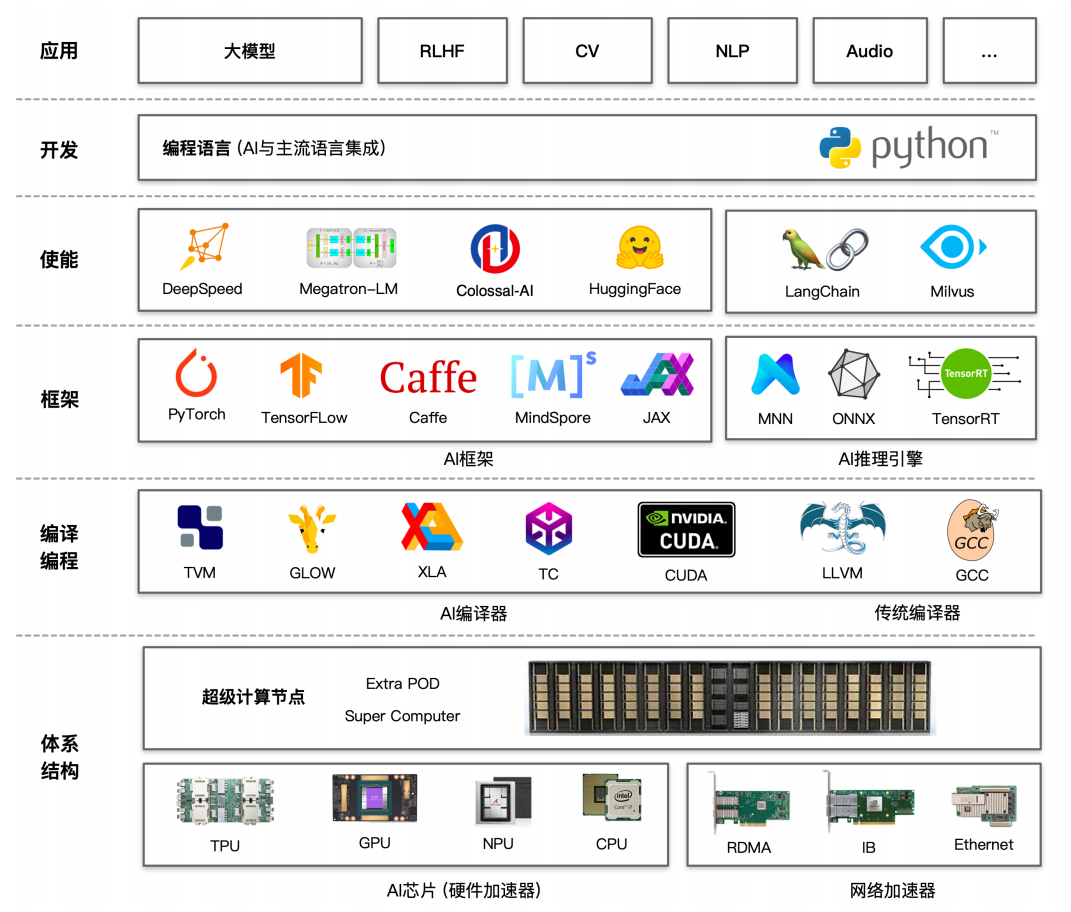 应用
大模型
RLHF
CV
NLP
Audio
...
开发
编程语言 (AI与主流语言集成)
python™
使能
DeepSpeed
Megatron-LM
Colossal-AI
HuggingFace
LangChain
Milvus
框架
Caffe
[M]s
JAX
TensorRT
PyTorch
TensorFLow
Caffe
MindSpore
JAX
MNN
ONNX
TensorRT
AI框架
AI推理引擎
编译
编程
NVIDIA.
CUDA.
GCC
TVM
GLOW
XLA
TC
CUDA
LLVM
GCC
AI编译器
传统编译器
体系
结构
超级计算节点
Extra POD
Super Computer
intel
CORE i7
TPU
GPU
NPU
CPU
RDMA
IB
Ethernet
AI芯片 (硬件加速器)
网络加速器